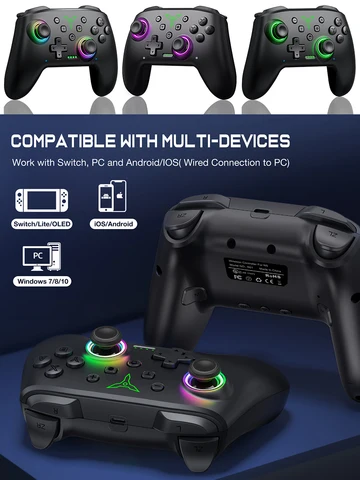 COMPATIBLE WITH MULTI-DEVICES
Work with Switch, PC and Android/IOS( Wired Connection to PC)
Switch/Lite/OLED
iOS/Android
PC
Windows 7/8/10